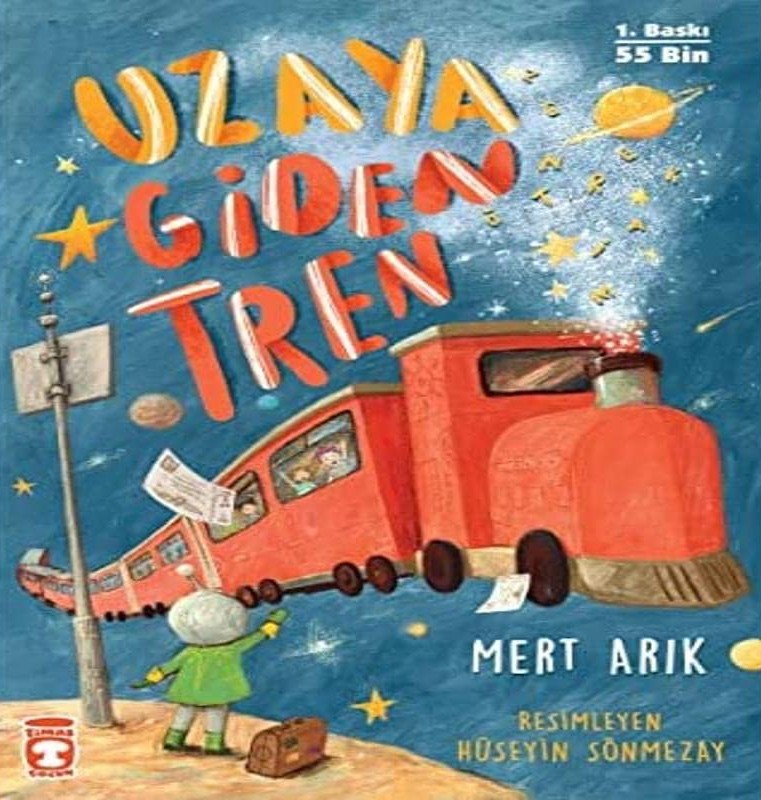 1. Baskı
55 Bin
UZAYA
GİDEN
TREN
MERT ARIK
RESİMLEYEN
HÜSEYİN SÖNMEZAY
TİMAŞ
ÇOCUK